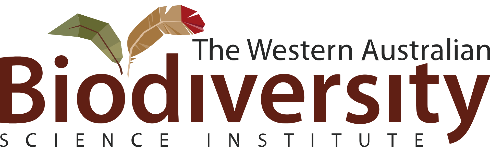 The Western Australian
Biodiversity
SCIENCE INSTITUTE